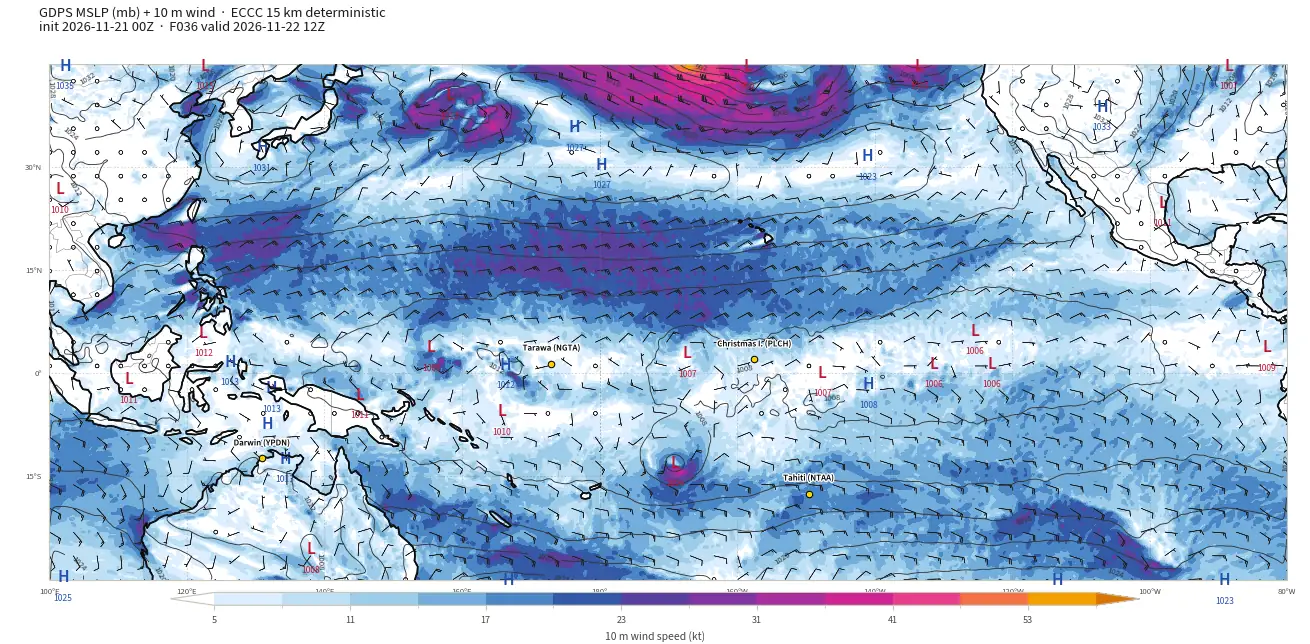 GDPS MSLP (mb) + 10 m wind · ECCC 15 km deterministic
init 2026-11-21 00Z · F036 valid 2026-11-22 12Z
H
L
L
L
L
1035
1032
1007
H
1033
H
1027
H
1027
H
1023
1031
30°N
L
1010
L
1011
15°N
L
1012
L
1006
H
1013
L
Tarawa (NGTA)
Christmas I. (PLCH)
L
1007
L
1009
H
1012
0°
L
1011
L
1007
H
1008
L
1006
L
1006
H
1013
L
1011
L
1010
H
Darwin (YPDN)
H
L
15°S
Tahiti (NTAA)
L
1008
H
1025
H
H
H
1023
100°E
120°E
140°E
160°E
180°
160°W
140°W
120°W
100°W
80°W
5
11
17
23
31
41
53
10 m wind speed (kt)